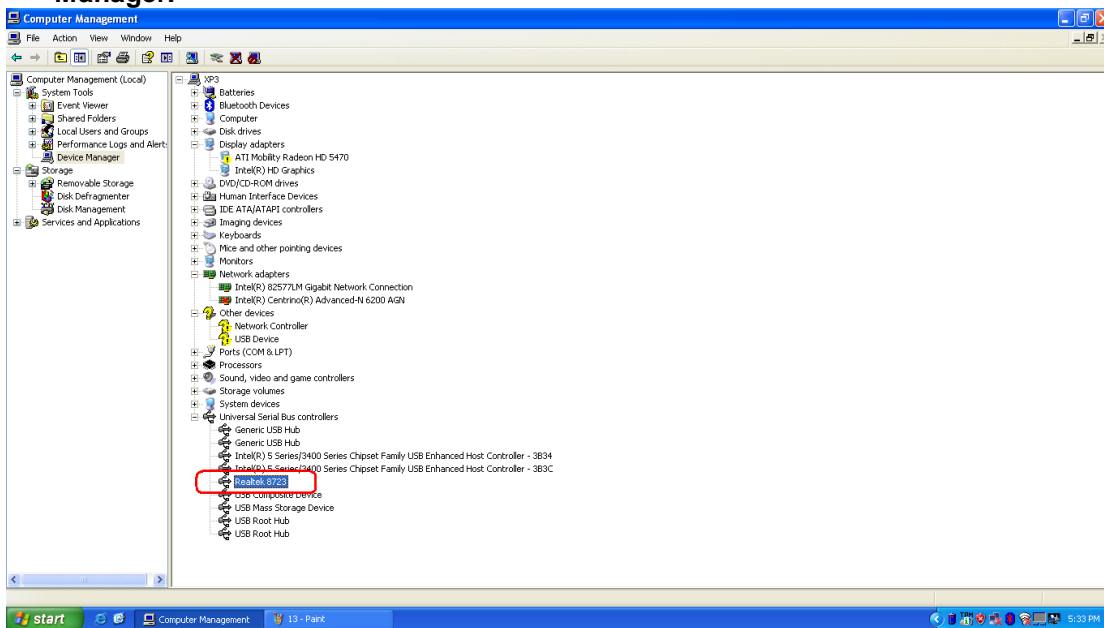 Manager.
Computer Management
File Action View Window Help
Computer Management (Local)
System Tools
Event Viewer
Shared Folders
Local Users and Groups
Performance Logs and Alert:
Device Manager
Storage
Removable Storage
Disk Defragmenter
Disk Management
Services and Applications
XP3
Batteries
Bluetooth Devices
Computer
Disk drives
Display adapters
ATI Mobility Radeon HD 5470
Intel(R) HD Graphics
DVD/CD-ROM drives
Human Interface Devices
IDE ATA/ATAPI controllers
Imaging devices
Keyboards
Mice and other pointing devices
Monitors
Network adapters
Intel(R) 82577LM Gigabit Network Connection
Intel(R) Centrino(R) Advanced-N 6200 AGN
Other devices
Network Controller
USB Device
Ports (COM & LPT)
Processors
Sound, video and game controllers
Storage volumes
System devices
Universal Serial Bus controllers
Generic USB Hub
Generic USB Hub
Intel(R) 5 Series/3400 Series Chipset Family USB Enhanced Host Controller - 3B34
Intel(R) 5 Series/3400 Series Chipset Family USB Enhanced Host Controller - 3B3C
Realtek 8723
USB Composite Device
USB Mass Storage Device
USB Root Hub
USB Root Hub
start Computer Management 13 - Paint 5:33 PM